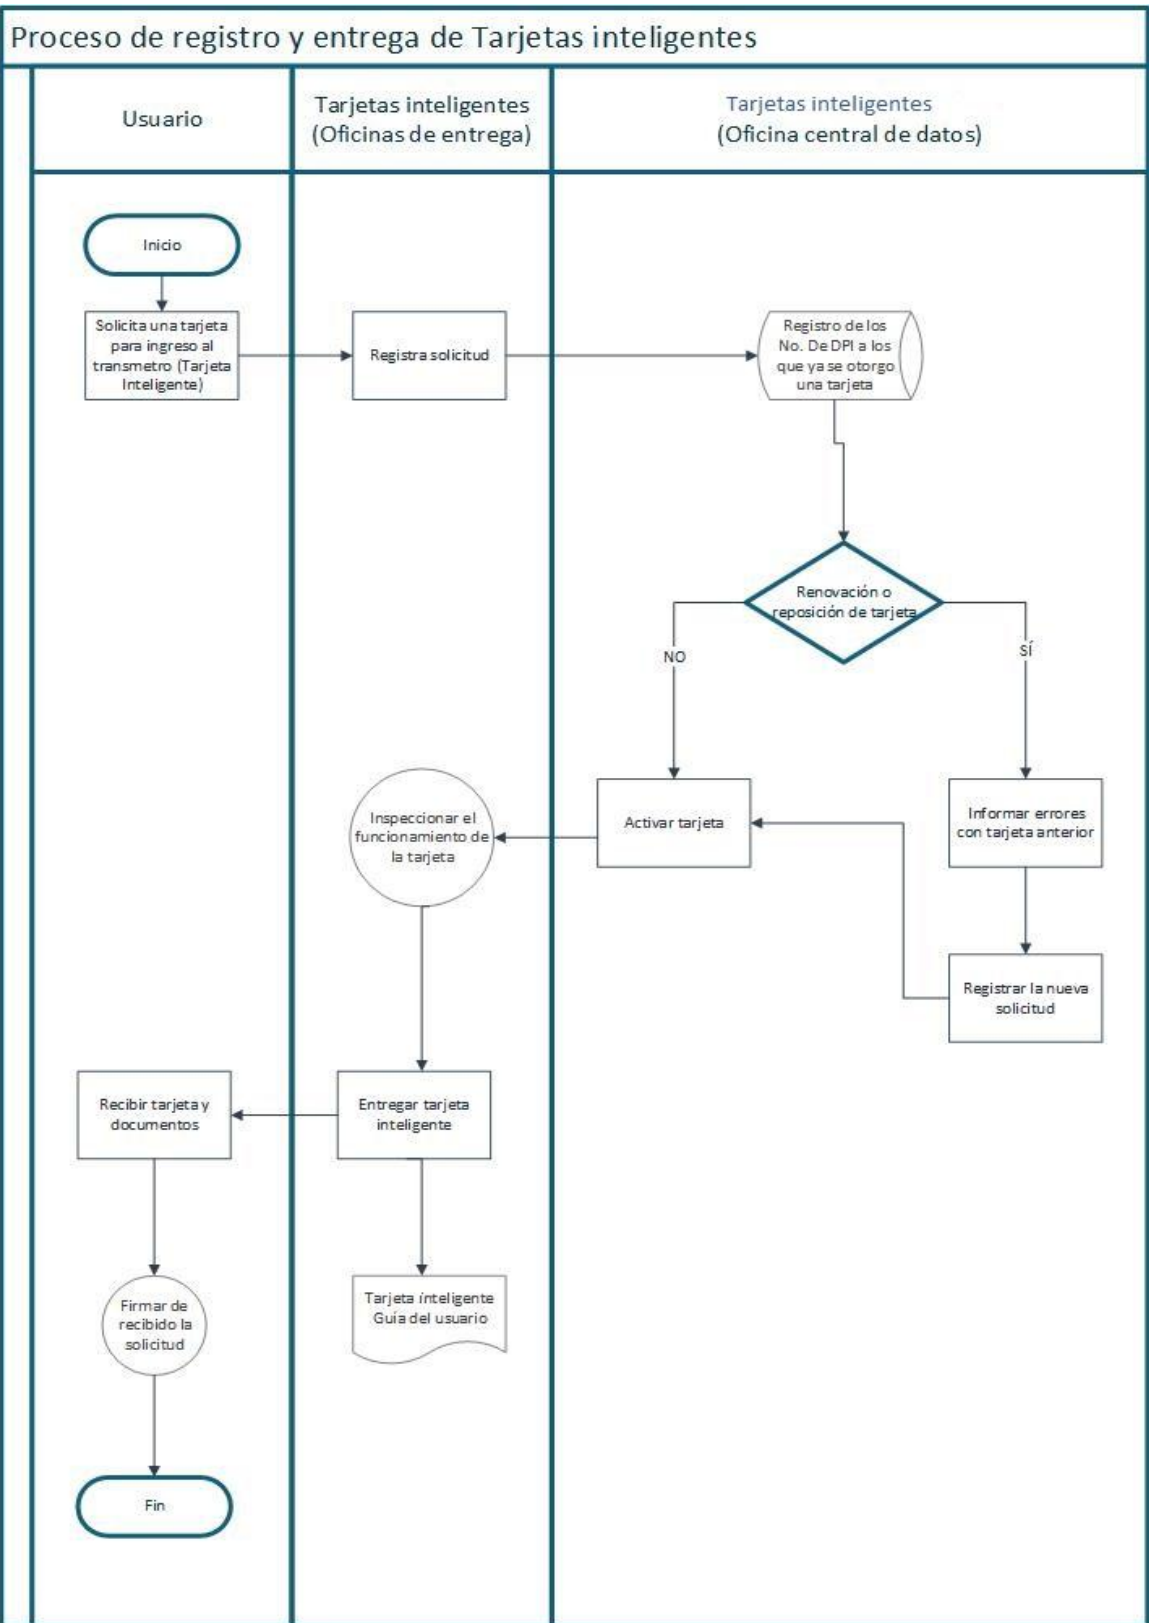 Proceso de registro y entrega de Tarjetas inteligentes
Usuario
Tarjetas inteligentes
(Oficinas de entrega)
Tarjetas inteligentes
(Oficina central de datos)
Inicio
Solicita una tarjeta
para ingreso al
transmetro (Tarjeta
Inteligente)
Registra solicitud
Registro de los
No. De DPI a los
que ya se otorgo
una tarjeta
Renovación o
reposición de tarjeta
NO
SÍ
Inspeccionar el
funcionamiento de
la tarjeta
Activar tarjeta
Informar errores
con tarjeta anterior
Registrar la nueva
solicitud
Recibir tarjeta y
documentos
Entregar tarjeta
inteligente
Firmar de
recibido la
solicitud
Tarjeta ínteligente
Guía del usuario
Fin